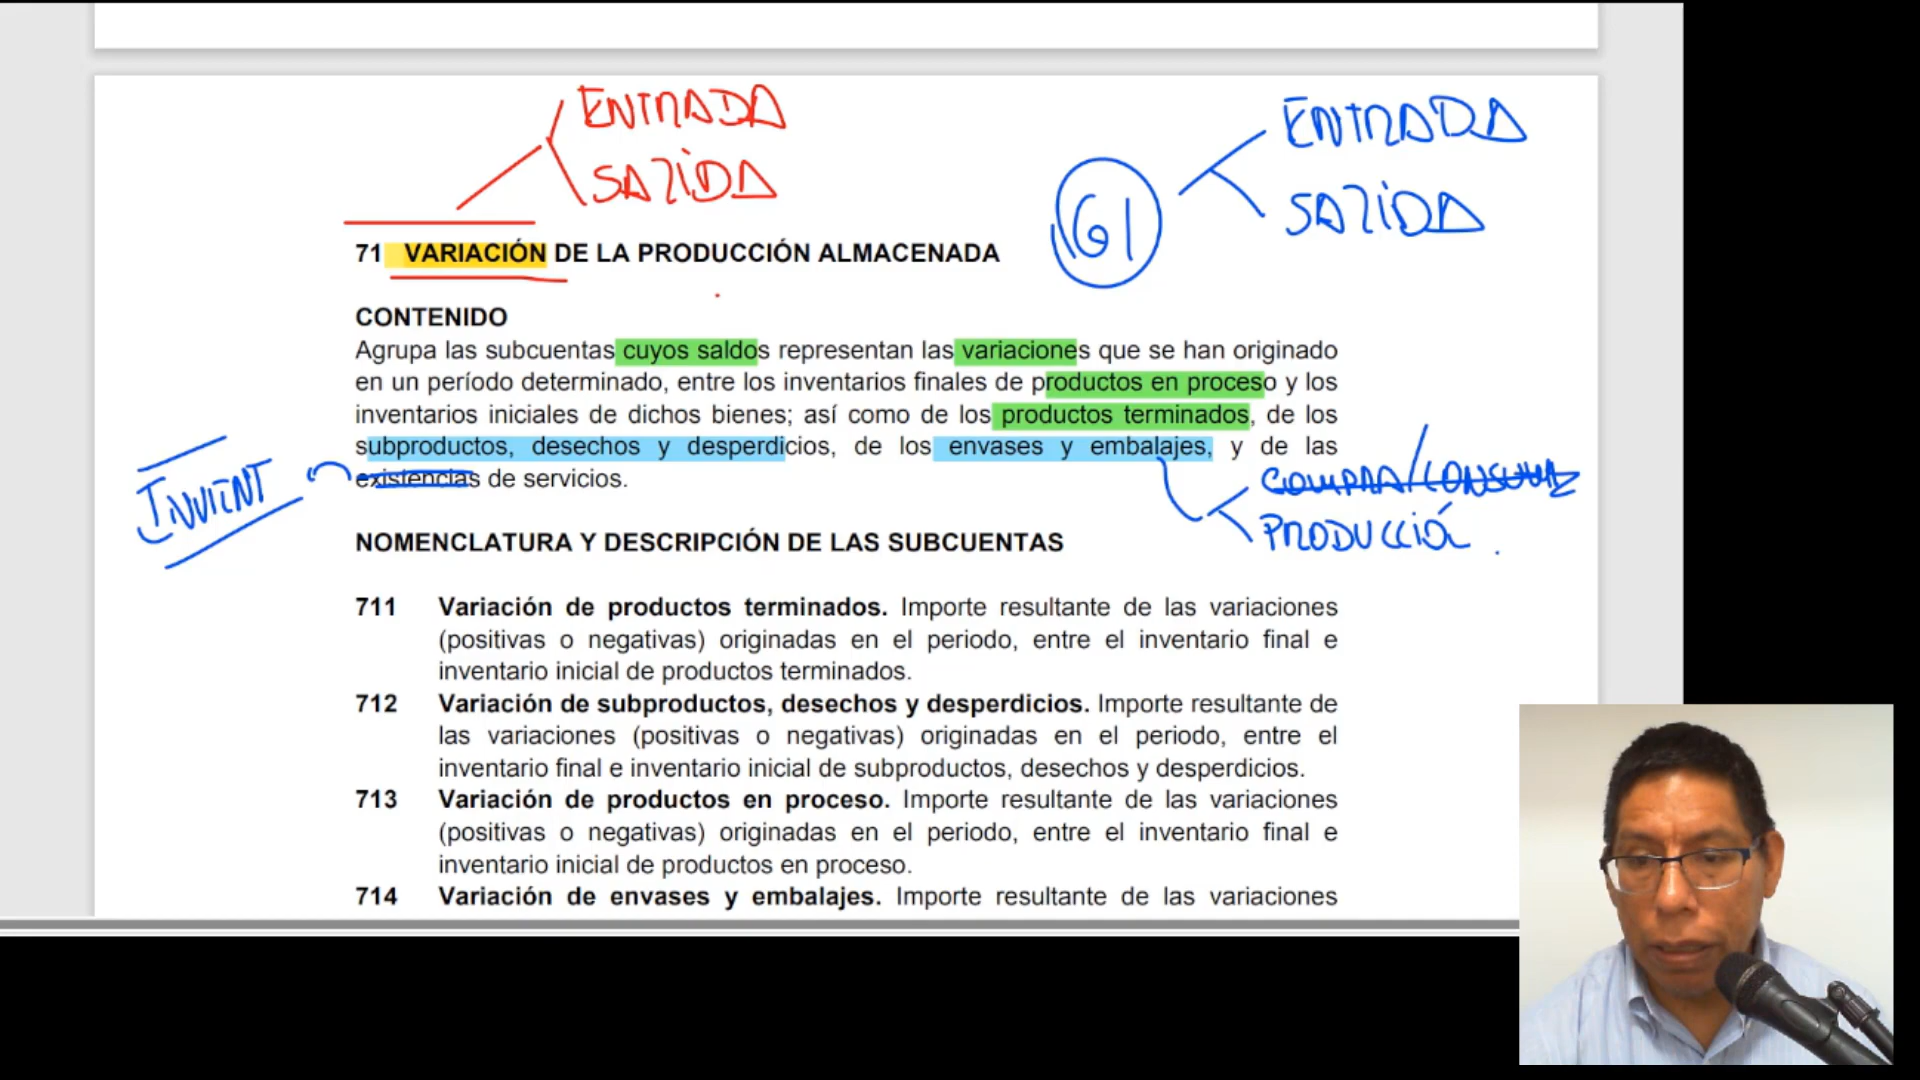 ENTRADA
SALIDA
61
ENTRADA
SALIDA
71 VARIACIÓN DE LA PRODUCCIÓN ALMACENADA
CONTENIDO
Agrupa las subcuentas cuyos saldos representan las variaciones que se han originado
en un período determinado, entre los inventarios finales de productos en proceso y los
inventarios iniciales de dichos bienes; así como de los productos terminados, de los
subproductos, desechos y desperdicios, de los envases y embalajes, y de las
existencias de servicios.
INVENT
COMPRA/CONSUMO
PRODUCCIÓN.
NOMENCLATURA Y DESCRIPCIÓN DE LAS SUBCUENTAS
711 Variación de productos terminados. Importe resultante de las variaciones
(positivas o negativas) originadas en el periodo, entre el inventario final e
inventario inicial de productos terminados.
712 Variación de subproductos, desechos y desperdicios. Importe resultante de
las variaciones (positivas o negativas) originadas en el periodo, entre el
inventario final e inventario inicial de subproductos, desechos y desperdicios.
713 Variación de productos en proceso. Importe resultante de las variaciones
(positivas o negativas) originadas en el periodo, entre el inventario final e
inventario inicial de productos en proceso.
714 Variación de envases y embalajes. Importe resultante de las variaciones